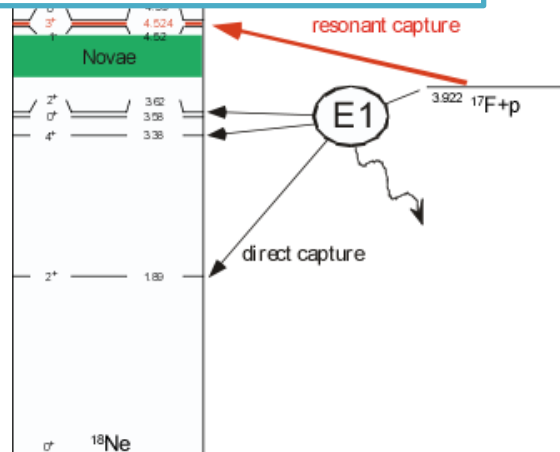 resonant capture
3⁺ 4.524
1⁻ 4.52
Novae
3.922 ¹⁷F+p
2⁺ 3.62
0⁺ 3.58
E1
4⁺ 3.38
direct capture
2⁺ 1.89
0⁺ ¹⁸Ne